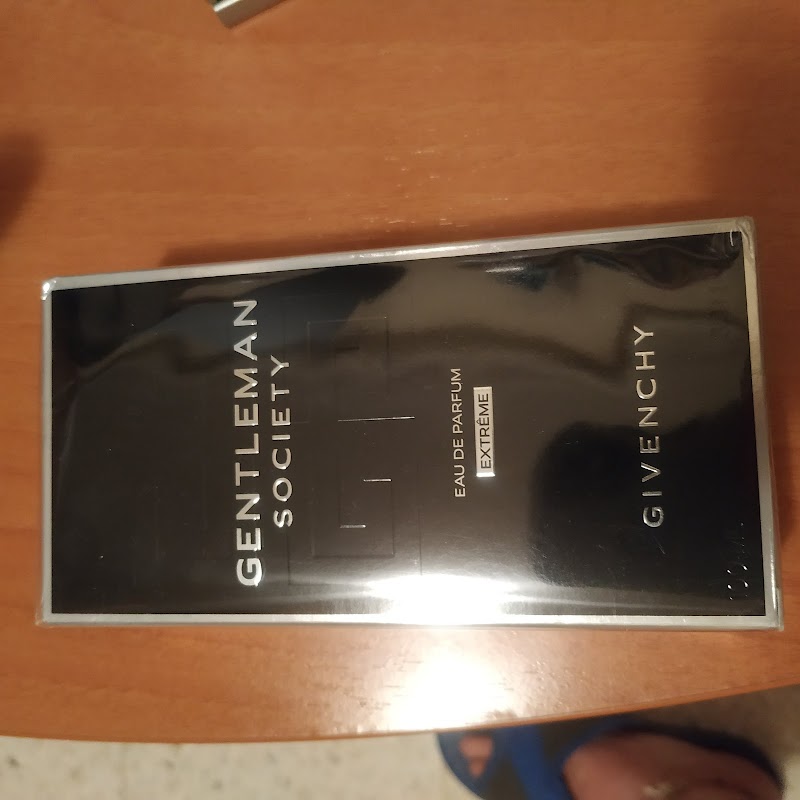 GENTLEMAN
SOCIETY
EAU DE PARFUM
EXTRÊME
GIVENCHY